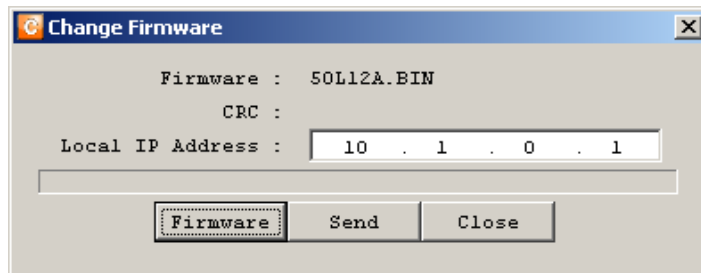 Change Firmware
Firmware : 50L12A.BIN
CRC :
Local IP Address : 10 . 1 . 0 . 1
Firmware Send Close